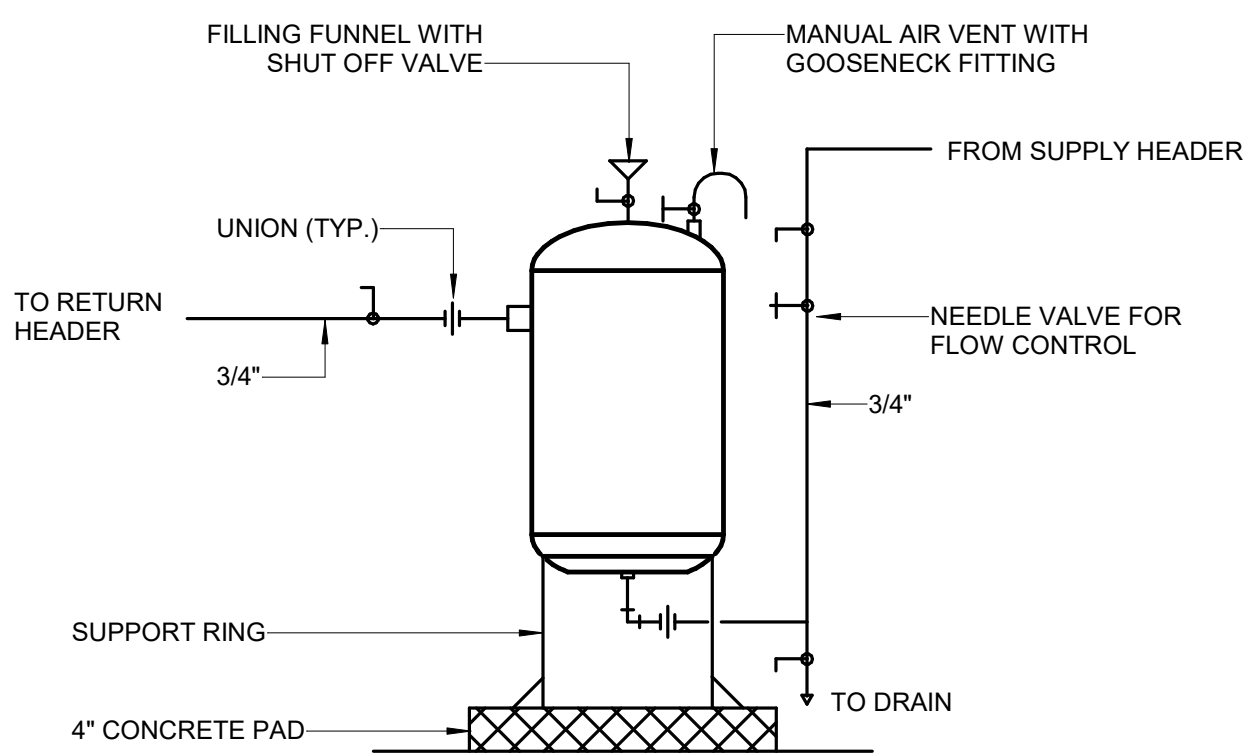 FILLING FUNNEL WITH
SHUT OFF VALVE
MANUAL AIR VENT WITH
GOOSENECK FITTING
FROM SUPPLY HEADER
UNION (TYP.)
TO RETURN
HEADER
NEEDLE VALVE FOR
FLOW CONTROL
3/4"
3/4"
SUPPORT RING
TO DRAIN
4" CONCRETE PAD